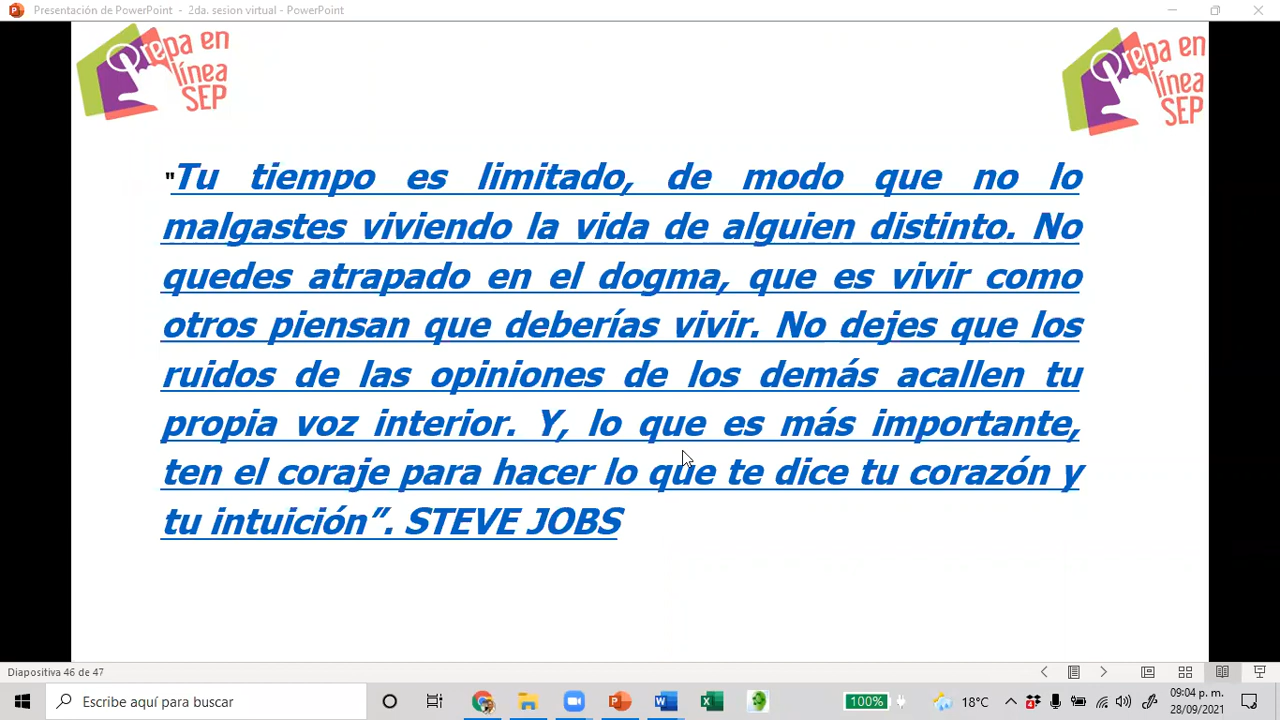 Presentación de PowerPoint - 2da. sesion virtual - PowerPoint
Prepa en
línea
SEP
Prepa en
línea
SEP
"Tu tiempo es limitado, de modo que no lo
malgastes viviendo la vida de alguien distinto. No
quedes atrapado en el dogma, que es vivir como
otros piensan que deberías vivir. No dejes que los
ruidos de las opiniones de los demás acallen tu
propia voz interior. Y, lo que es más importante,
ten el coraje para hacer lo que te dice tu corazón y
tu intuición”. STEVE JOBS
Diapositiva 46 de 47
Escribe aquí para buscar
100%
18°C
09:04 p. m.
28/09/2021